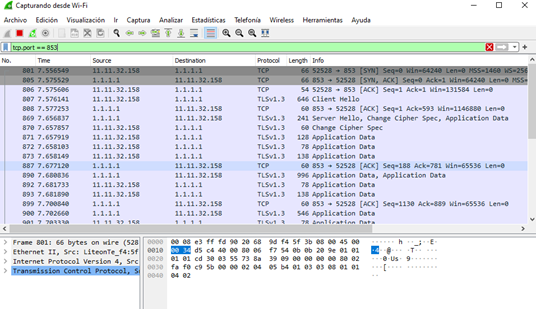 Capturando desde Wi-Fi
Archivo Edición Visualización Ir Captura Analizar Estadísticas Telefonía Wireless Herramientas Ayuda
tcp.port == 853
No. Time Source Destination Protocol Length Info
801 7.556549 11.11.32.158 1.1.1.1 TCP 66 52528 → 853 [SYN] Seq=0 Win=64240 Len=0 MSS=1460 WS=256
805 7.575529 1.1.1.1 11.11.32.158 TCP 66 853 → 52528 [SYN, ACK] Seq=0 Ack=1 Win=64240 Len=0
806 7.575606 11.11.32.158 1.1.1.1 TCP 54 52528 → 853 [ACK] Seq=1 Ack=1 Win=131584 Len=0
807 7.576141 11.11.32.158 1.1.1.1 TLSv1.3 646 Client Hello
808 7.577253 1.1.1.1 11.11.32.158 TCP 60 853 → 52528 [ACK] Seq=1 Ack=593 Win=1146880 Len=0
869 7.656837 1.1.1.1 11.11.32.158 TLSv1.3 241 Server Hello, Change Cipher Spec, Application Data
870 7.657857 11.11.32.158 1.1.1.1 TLSv1.3 60 Change Cipher Spec
871 7.657919 11.11.32.158 1.1.1.1 TLSv1.3 128 Application Data
872 7.658103 11.11.32.158 1.1.1.1 TLSv1.3 78 Application Data
873 7.658149 11.11.32.158 1.1.1.1 TLSv1.3 138 Application Data
887 7.677120 1.1.1.1 11.11.32.158 TCP 60 853 → 52528 [ACK] Seq=188 Ack=781 Win=65536 Len=0
890 7.680836 1.1.1.1 11.11.32.158 TLSv1.3 996 Application Data, Application Data
892 7.681733 11.11.32.158 1.1.1.1 TLSv1.3 78 Application Data
893 7.681890 11.11.32.158 1.1.1.1 TLSv1.3 138 Application Data
899 7.700840 1.1.1.1 11.11.32.158 TCP 60 853 → 52528 [ACK] Seq=1130 Ack=889 Win=65536 Len=0
900 7.702660 1.1.1.1 11.11.32.158 TLSv1.3 546 Application Data
901 7.703330 1.1.1.1 11.11.32.158
Frame 801: 66 bytes on wire (528
Ethernet II, Src: LiteonTe_f4:5f
Internet Protocol Version 4, Src
Transmission Control Protocol, S
0000 00 08 e3 ff fd 90 20 68 9d f4 5f 3b 08 00 45 00
0010 00 34 d5 c4 40 00 80 06 f7 54 0b 0b 20 9e 01 01
0020 01 01 cd 30 03 55 73 8a 39 09 00 00 00 00 80 02
0030 fa f0 c9 5b 00 00 02 04 05 b4 01 03 03 08 01 01
0040 04 02